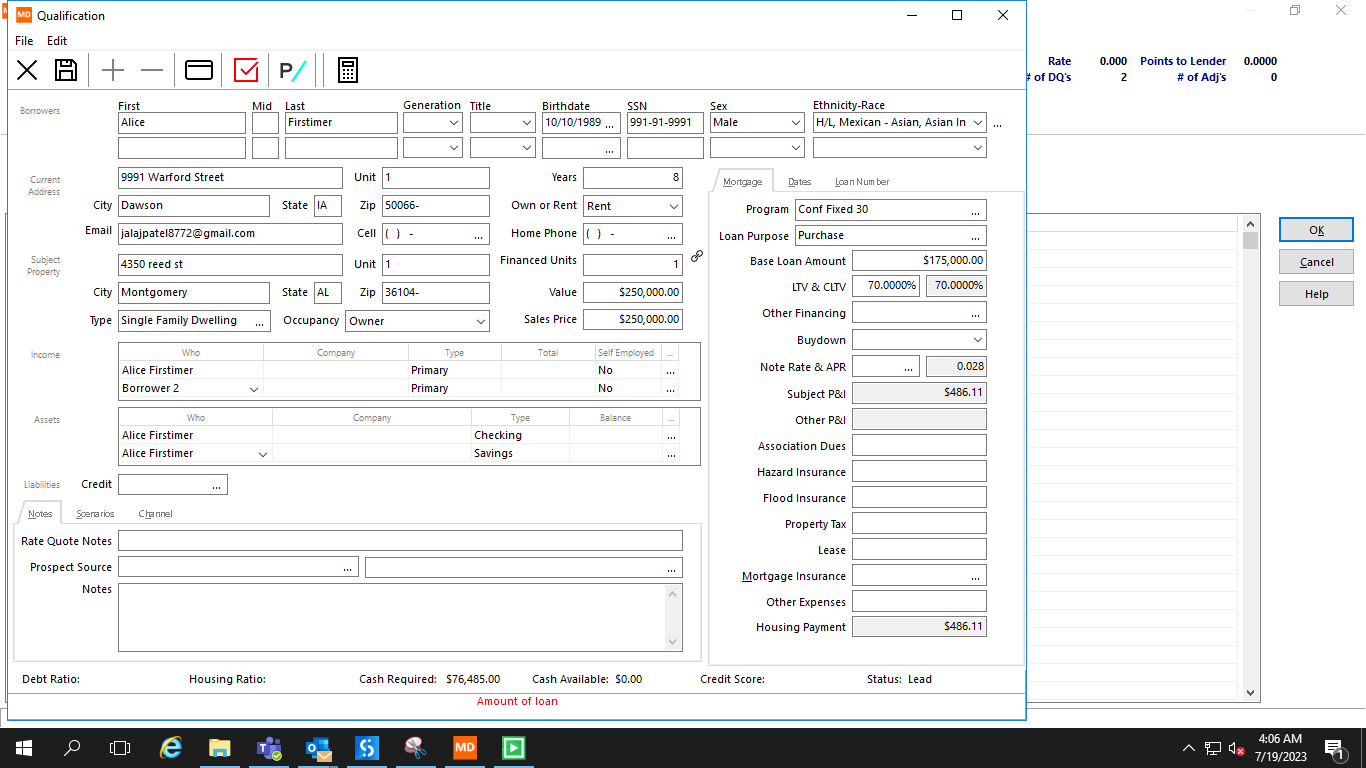 MD Qualification
File Edit
P/
Rate 0.000 Points to Lender 0.0000
# of DQ's 2 # of Adj's 0
Borrowers First Mid Last Generation Title Birthdate SSN Sex Ethnicity-Race
Alice Firstimer 10/10/1989 ... 991-91-9991 Male H/L, Mexican - Asian, Asian In ...
...
Current Address 9991 Warford Street Unit 1 Years 8
City Dawson State IA Zip 50066- Own or Rent Rent
Email jalajpatel8772@gmail.com Cell ( ) - ... Home Phone ( ) - ...
Subject Property 4350 reed st Unit 1 Financed Units 1
City Montgomery State AL Zip 36104- Value $250,000.00
Type Single Family Dwelling ... Occupancy Owner Sales Price $250,000.00
Income Who Company Type Total Self Employed ...
Alice Firstimer Primary No ...
Borrower 2 Primary No ...
Assets Who Company Type Balance ...
Alice Firstimer Checking ...
Alice Firstimer Savings ...
Liabilities Credit ...
Notes Scenarios Channel
Rate Quote Notes
Prospect Source ... ...
Notes
Mortgage Dates Loan Number
Program Conf Fixed 30 ...
Loan Purpose Purchase ...
Base Loan Amount $175,000.00
LTV & CLTV 70.0000% 70.0000%
Other Financing ...
Buydown
Note Rate & APR ... 0.028
Subject P&I $486.11
Other P&I
Association Dues
Hazard Insurance
Flood Insurance
Property Tax
Lease
Mortgage Insurance ...
Other Expenses
Housing Payment $486.11
OK
Cancel
Help
Debt Ratio: Housing Ratio: Cash Required: $76,485.00 Cash Available: $0.00 Credit Score: Status: Lead
Amount of loan
MD
4:06 AM
7/19/2023
1